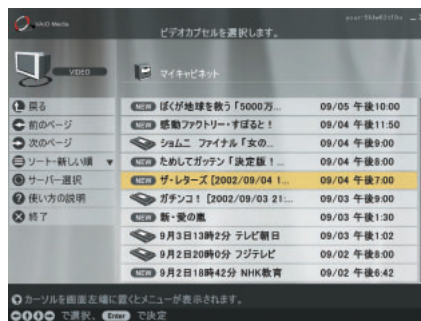 VAIO Media
ビデオカプセルを選択します。
VIDEO
マイキャビネット
戻る
前のページ
次のページ
ソート-新しい順 ▼
サーバー選択
使い方の説明
終了
NEW ぼくが地球を救う「5000万... 09/05 午後10:00
NEW 感動ファクトリー・すぽると! 09/04 午後11:50
ショムニ ファイナル「女の... 09/04 午後9:00
NEW ためしてガッテン「決定版!... 09/04 午後8:00
NEW ザ・レターズ [2002/09/04 1... 09/04 午後7:00
ガチンコ! [2002/09/03 21:... 09/03 午後9:00
NEW 新・愛の嵐 09/03 午後1:30
9月3日13時2分 テレビ朝日 09/03 午後1:02
9月2日20時0分 フジテレビ 09/02 午後8:00
NEW 9月2日18時42分 NHK教育 09/02 午後6:42
カーソルを画面左端に置くとメニューが表示されます。
で選択、 Enter で決定